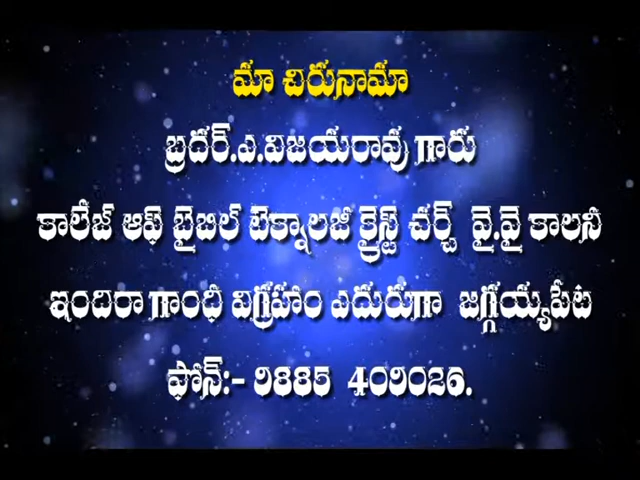 మా చిరునామా
బ్రదర్.ఎ.విజయరావు గారు
కాలేజ్ ఆఫ్ బైబిల్ టెక్నాలజీ క్రైస్ట్ చర్చ్ వై.వై కాలనీ
ఇందిరా గాంధీ విగ్రహం ఎదురుగా జగ్గయ్యపేట
ఫోన్:- 9885 409026.